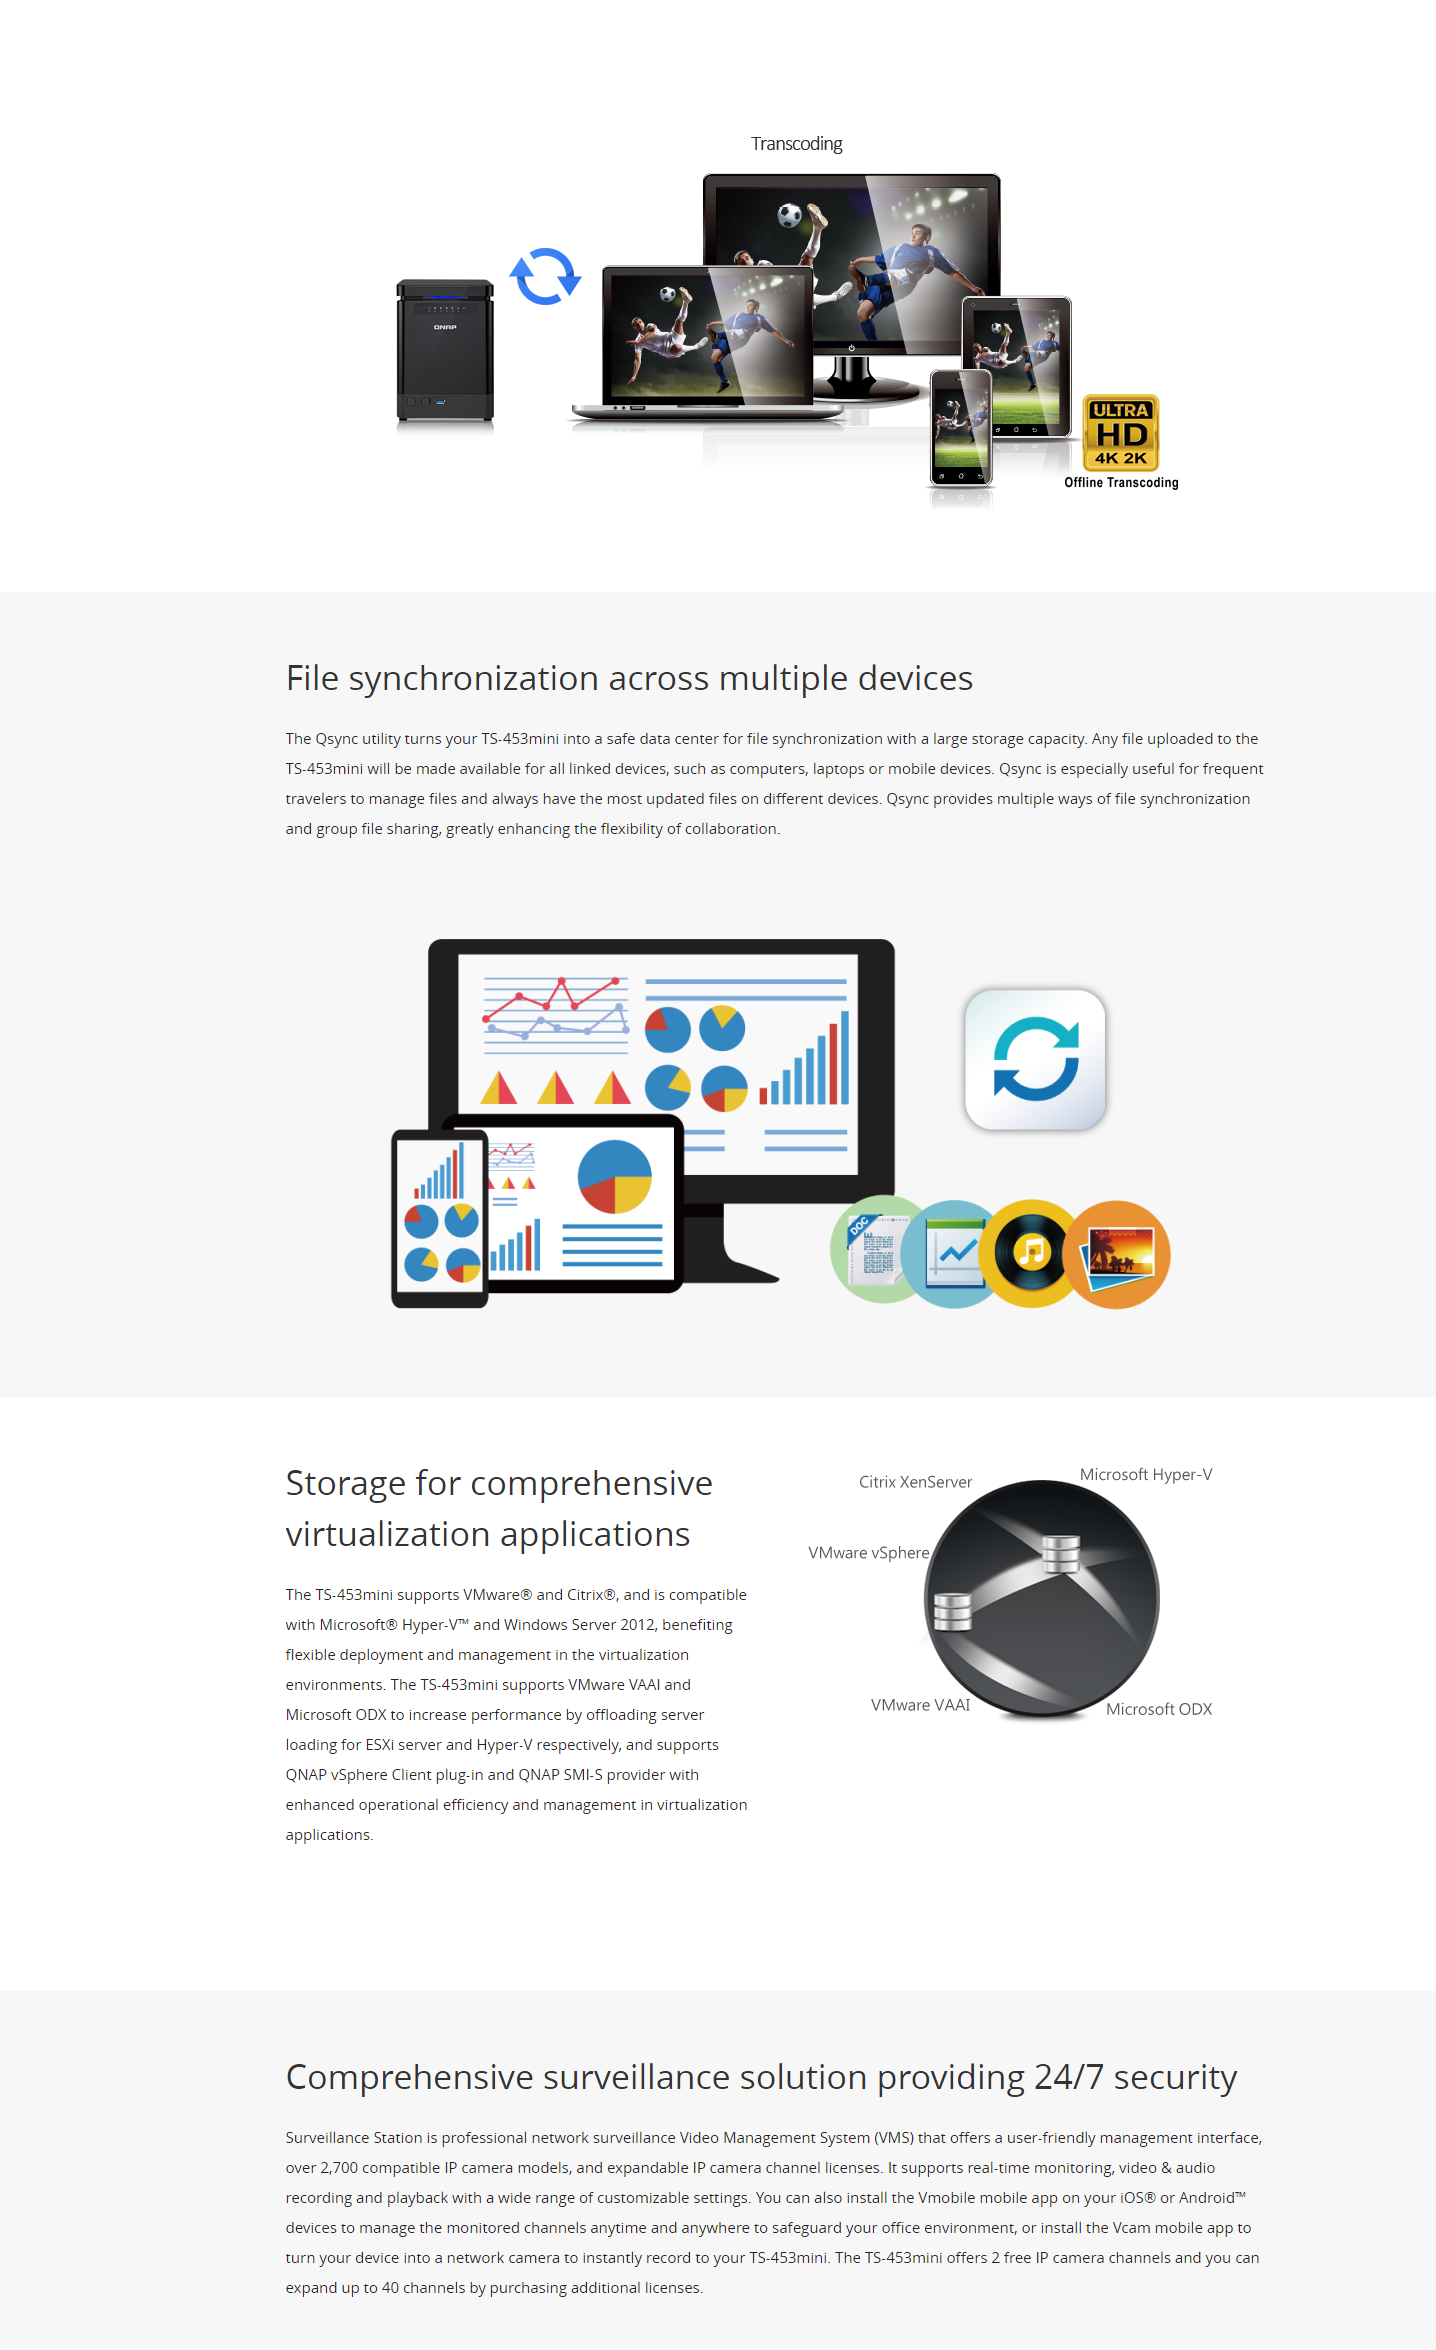 Transcoding
QNAP
ULTRA
HD
4K 2K
Offline Transcoding
File synchronization across multiple devices
The Qsync utility turns your TS-453mini into a safe data center for file synchronization with a large storage capacity. Any file uploaded to the
TS-453mini will be made available for all linked devices, such as computers, laptops or mobile devices. Qsync is especially useful for frequent
travelers to manage files and always have the most updated files on different devices. Qsync provides multiple ways of file synchronization
and group file sharing, greatly enhancing the flexibility of collaboration.
DOC
Storage for comprehensive
virtualization applications
The TS-453mini supports VMware® and Citrix®, and is compatible
with Microsoft® Hyper-V™ and Windows Server 2012, benefiting
flexible deployment and management in the virtualization
environments. The TS-453mini supports VMware VAAI and
Microsoft ODX to increase performance by offloading server
loading for ESXi server and Hyper-V respectively, and supports
QNAP vSphere Client plug-in and QNAP SMI-S provider with
enhanced operational efficiency and management in virtualization
applications.
Citrix XenServer
Microsoft Hyper-V
VMware vSphere
VMware VAAI
Microsoft ODX
Comprehensive surveillance solution providing 24/7 security
Surveillance Station is professional network surveillance Video Management System (VMS) that offers a user-friendly management interface,
over 2,700 compatible IP camera models, and expandable IP camera channel licenses. It supports real-time monitoring, video & audio
recording and playback with a wide range of customizable settings. You can also install the Vmobile mobile app on your iOS® or Android™
devices to manage the monitored channels anytime and anywhere to safeguard your office environment, or install the Vcam mobile app to
turn your device into a network camera to instantly record to your TS-453mini. The TS-453mini offers 2 free IP camera channels and you can
expand up to 40 channels by purchasing additional licenses.